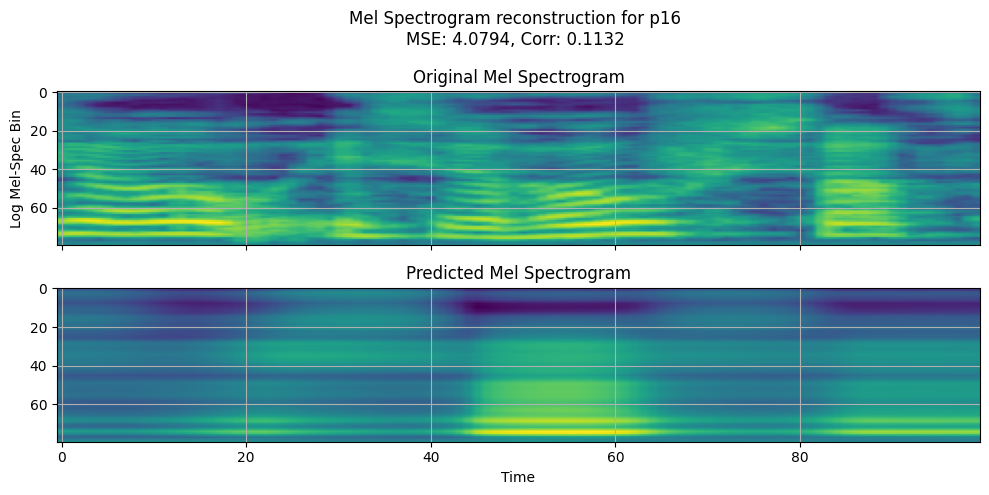 Mel Spectrogram reconstruction for p16
MSE: 4.0794, Corr: 0.1132
Original Mel Spectrogram
Log Mel-Spec Bin
0
20
40
60
Predicted Mel Spectrogram
0
20
40
60
0 20 40 60 80
Time